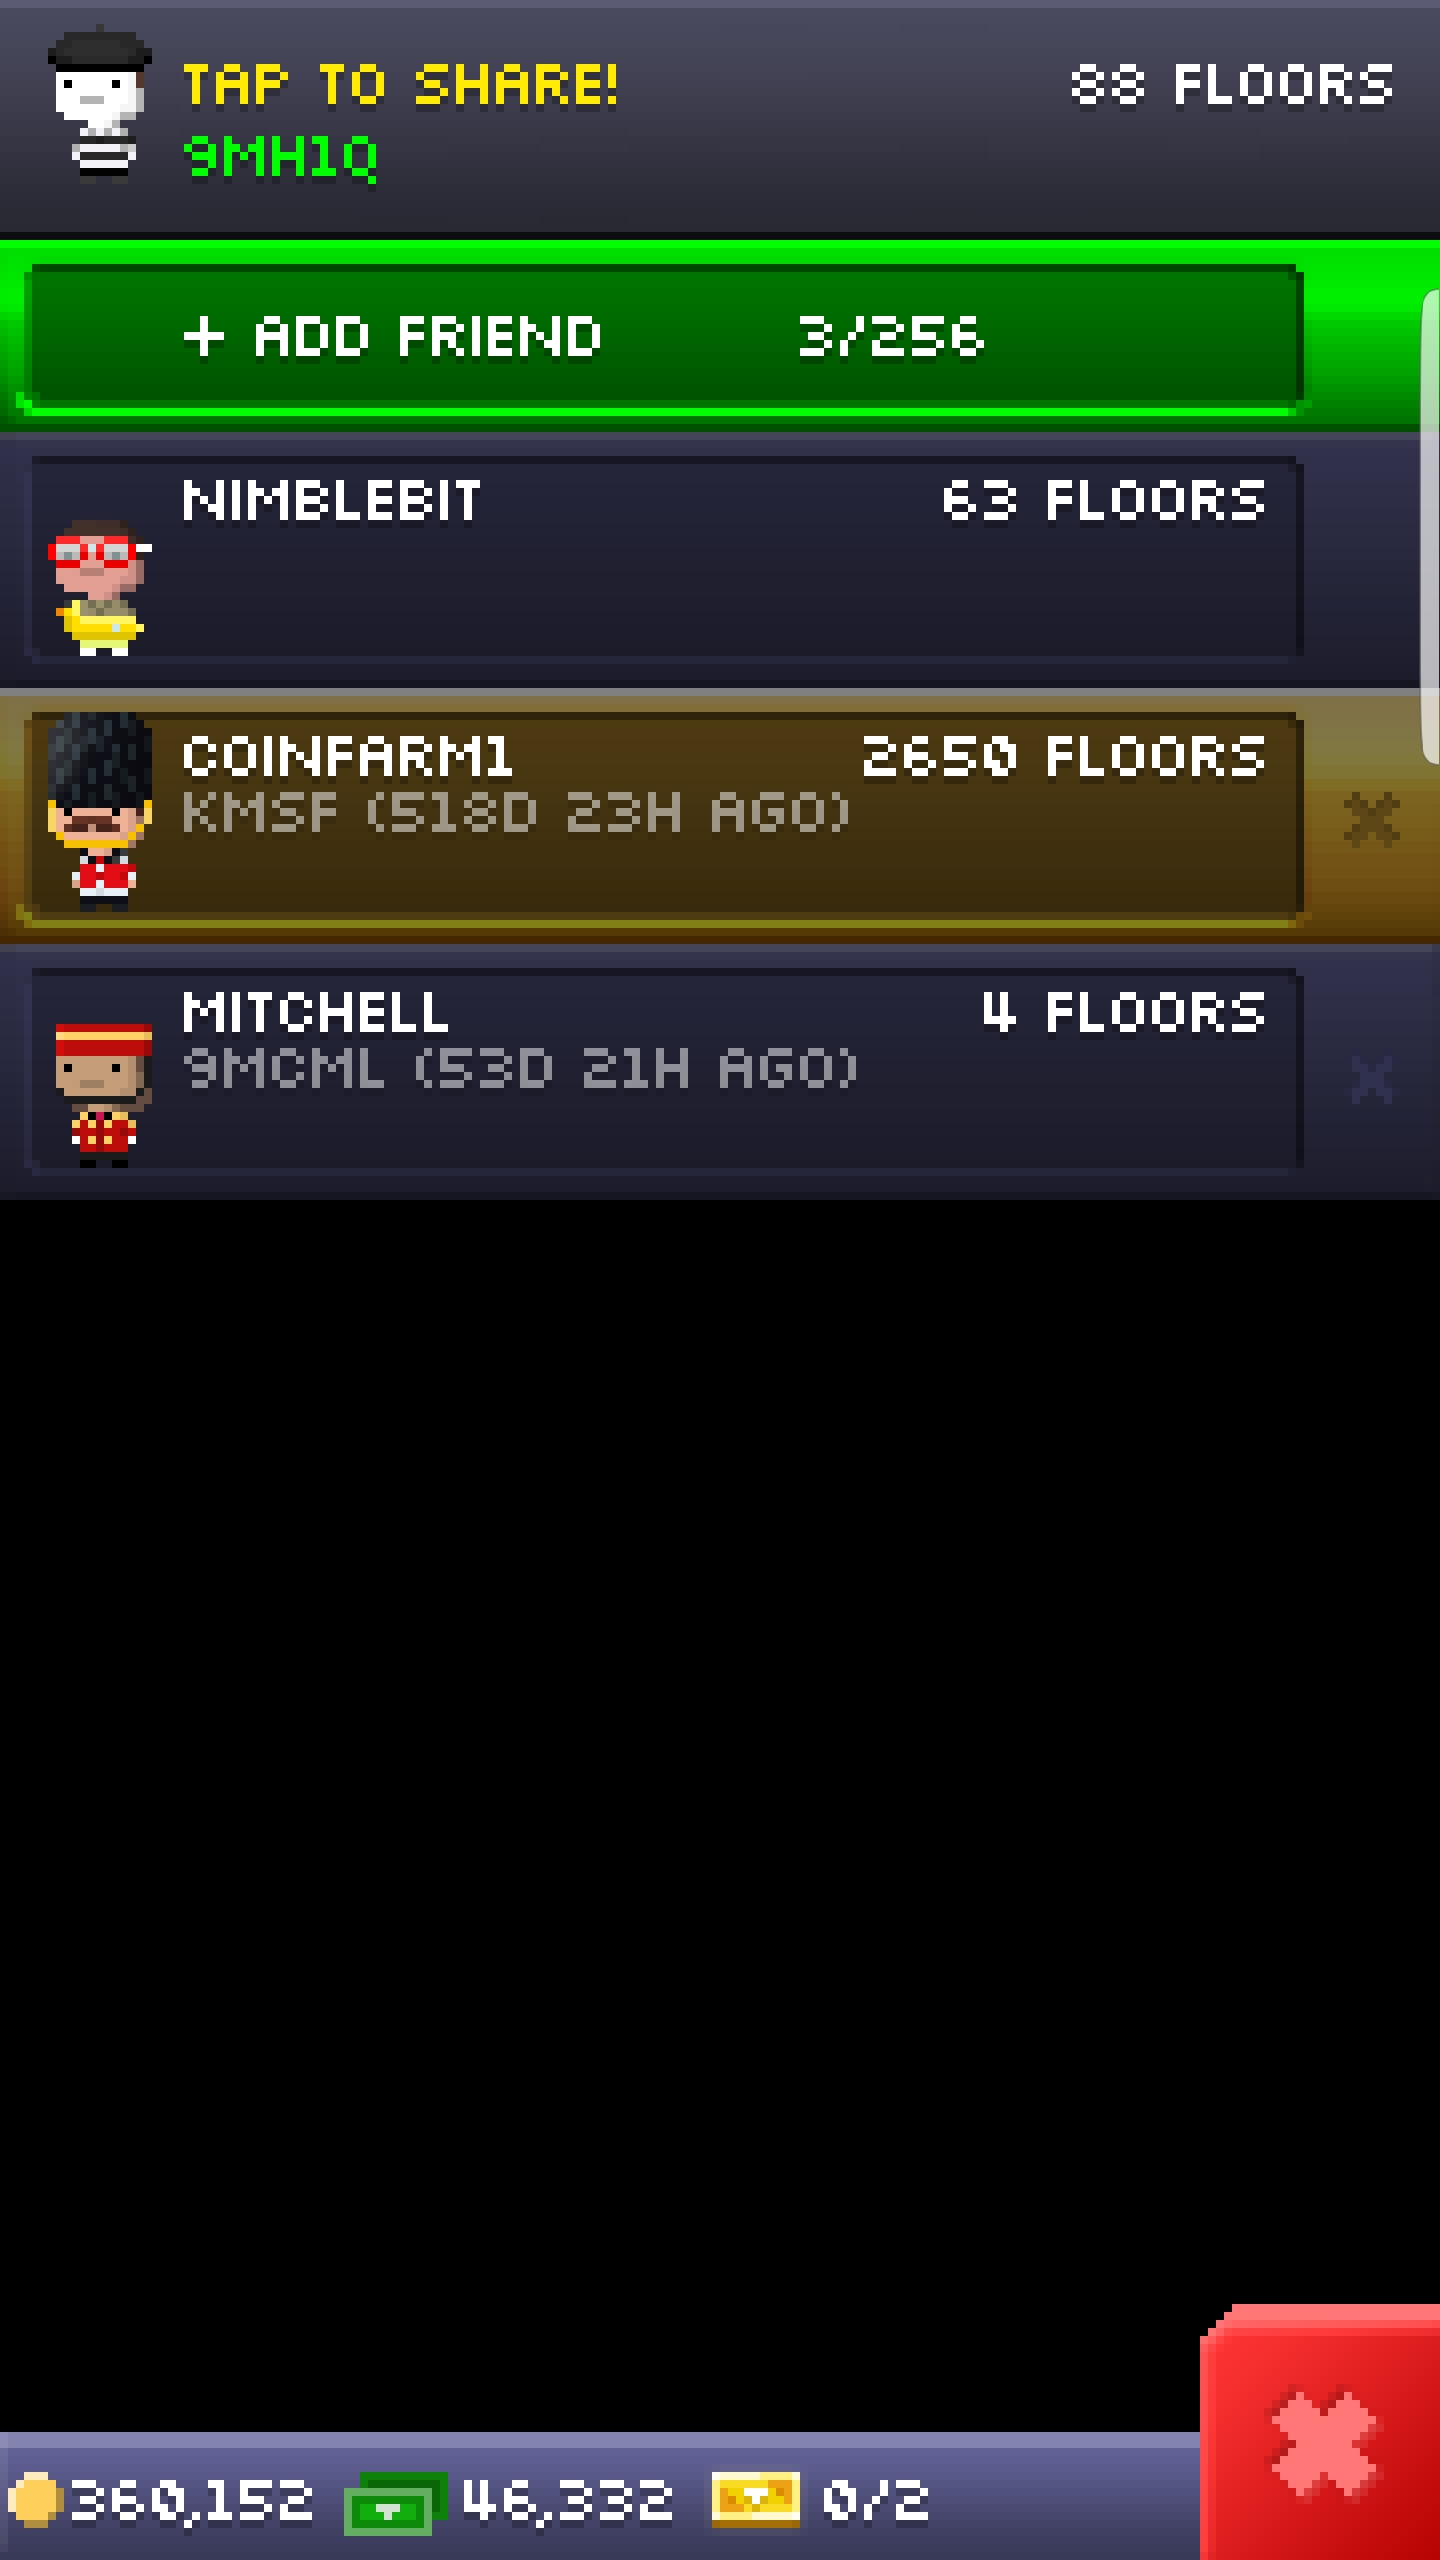 TAP TO SHARE! 88 FLOORS
9MH1Q
+ ADD FRIEND 3/256
NIMBLEBIT 63 FLOORS
COINFARM1 2650 FLOORS
KMSF (518D 23H AGO)
MITCHELL 4 FLOORS
9MCML (53D 21H AGO)
360,152 46,332 0/2